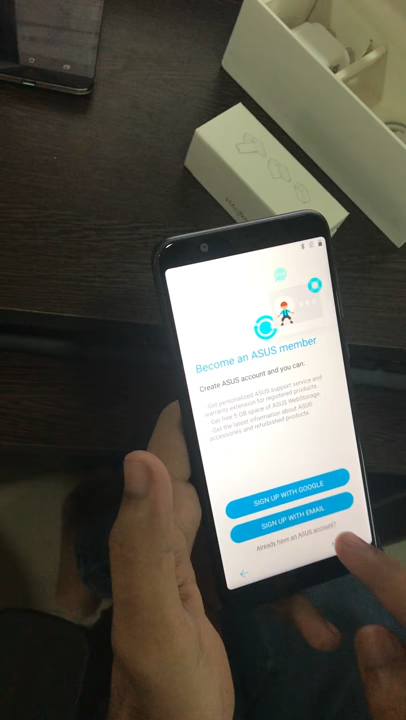 Become an ASUS member
Create ASUS account and you can:
- Get personalized ASUS support service and
warranty extension for registered products.
- Get free 5 GB space of ASUS WebStorage.
- Get the latest information about ASUS
accessories and refurbished products.
SIGN UP WITH GOOGLE
SIGN UP WITH EMAIL
Already have an ASUS account?